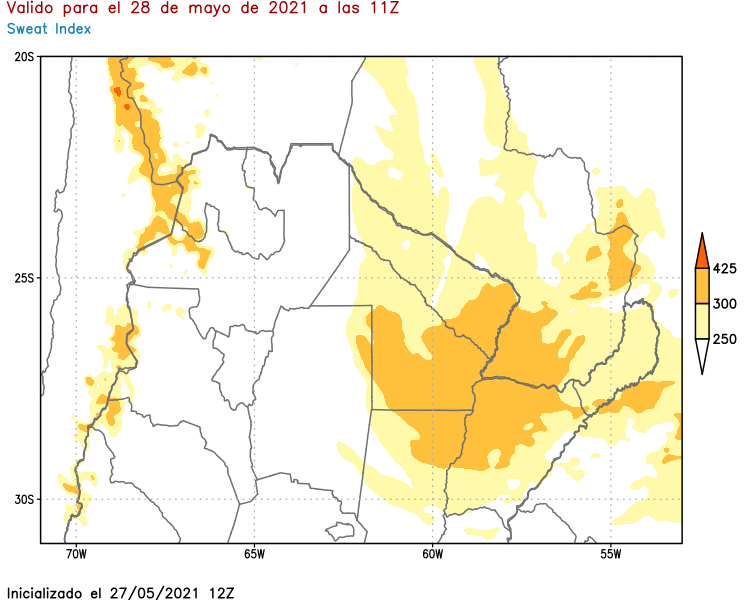 Valido para el 28 de mayo de 2021 a las 11Z
Sweat Index
20S
25S
30S
70W 65W 60W 55W
425
300
250
Inicializado el 27/05/2021 12Z